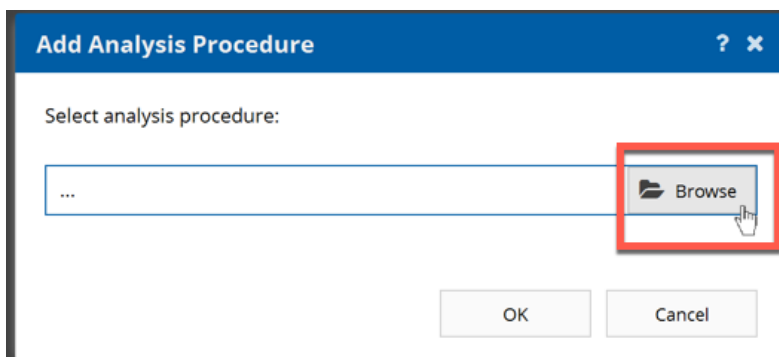 Add Analysis Procedure ? ×
Select analysis procedure:
... Browse
OK Cancel